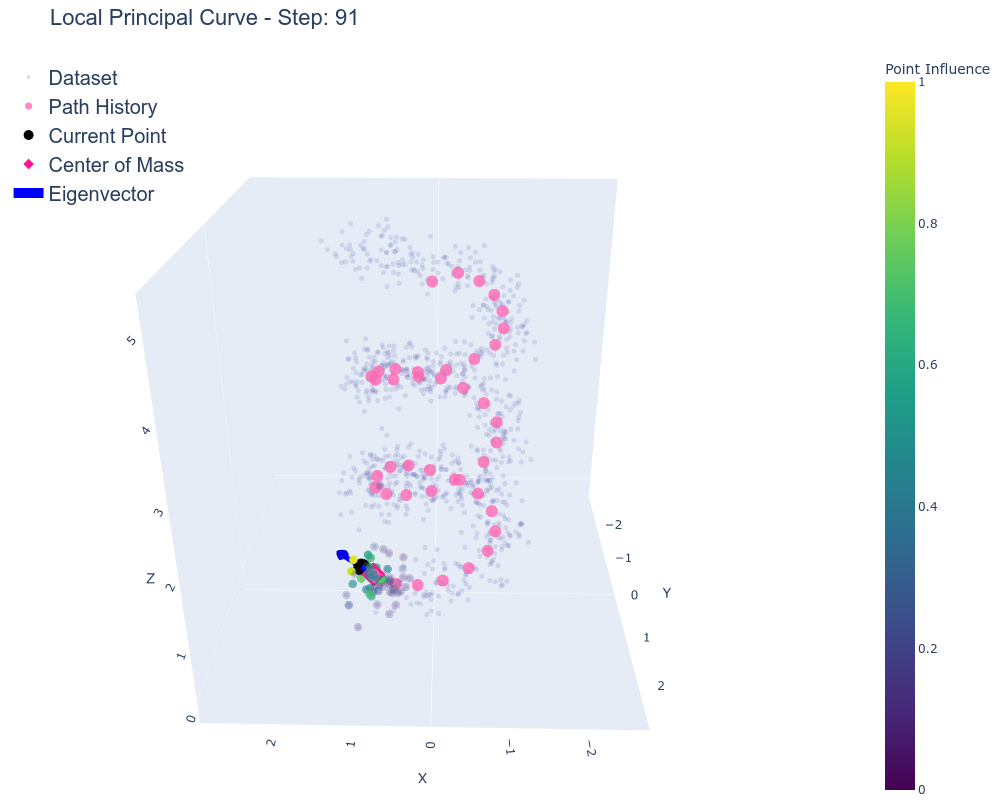 Local Principal Curve - Step: 91
Dataset
Path History
Current Point
Center of Mass
Eigenvector
Point Influence
1
0.8
0.6
0.4
0.2
0
5
4
3
2
1
0
Z
2
1
0
−1
−2
X
−2
−1
0
1
2
Y